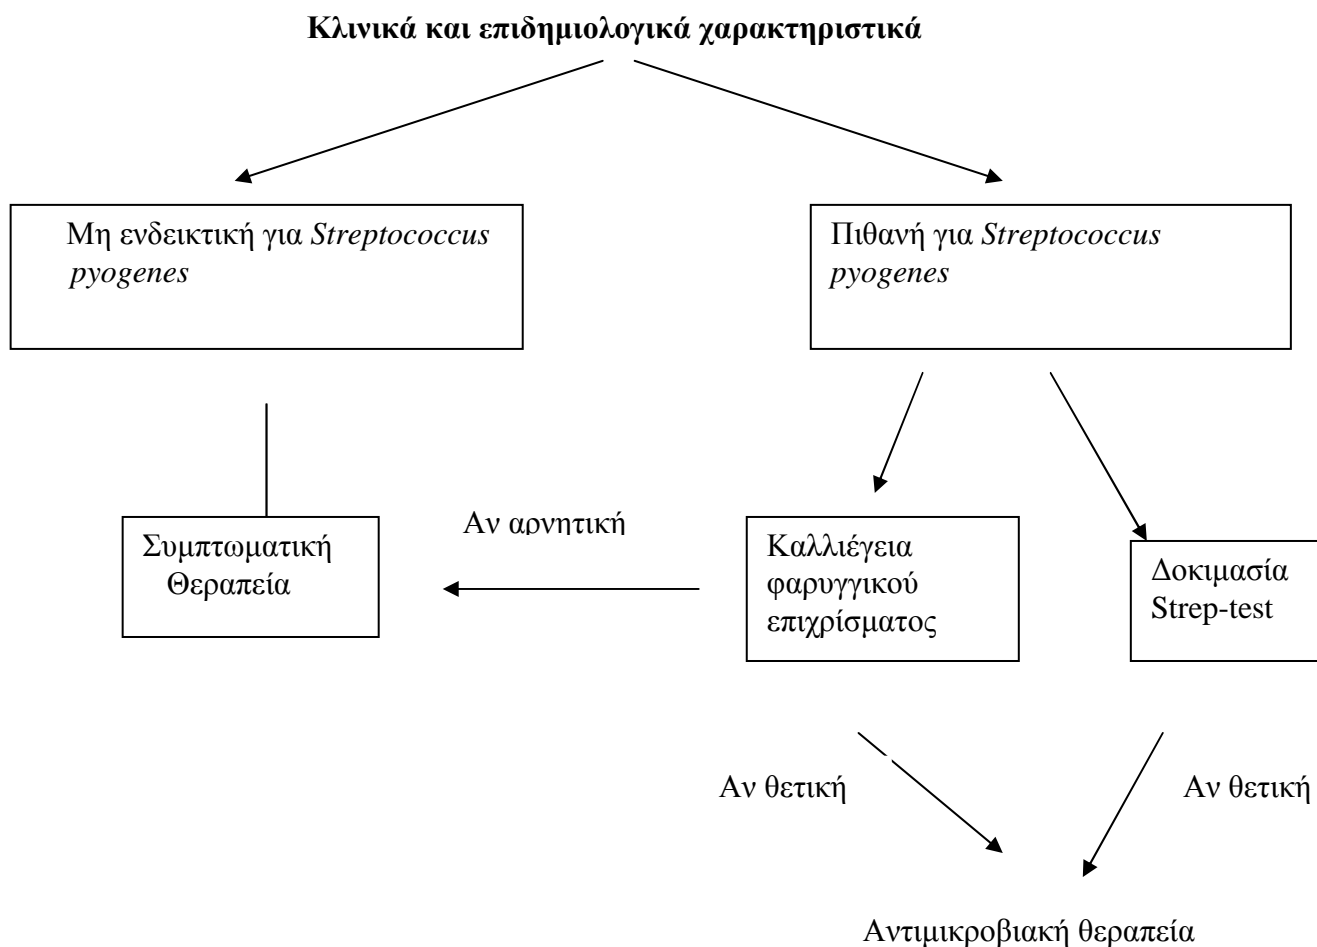 Κλινικά και επιδημιολογικά χαρακτηριστικά
Μη ενδεικτική για Streptococcus
pyogenes
Πιθανή για Streptococcus
pyogenes
Συμπτωματική
Θεραπεία
Αν αρνητική
Καλλιέγεια
φαρυγγικού
επιχρίσματος
Δοκιμασία
Strep-test
Αν θετική
Αν θετική
Αντιμικροβιακή θεραπεία